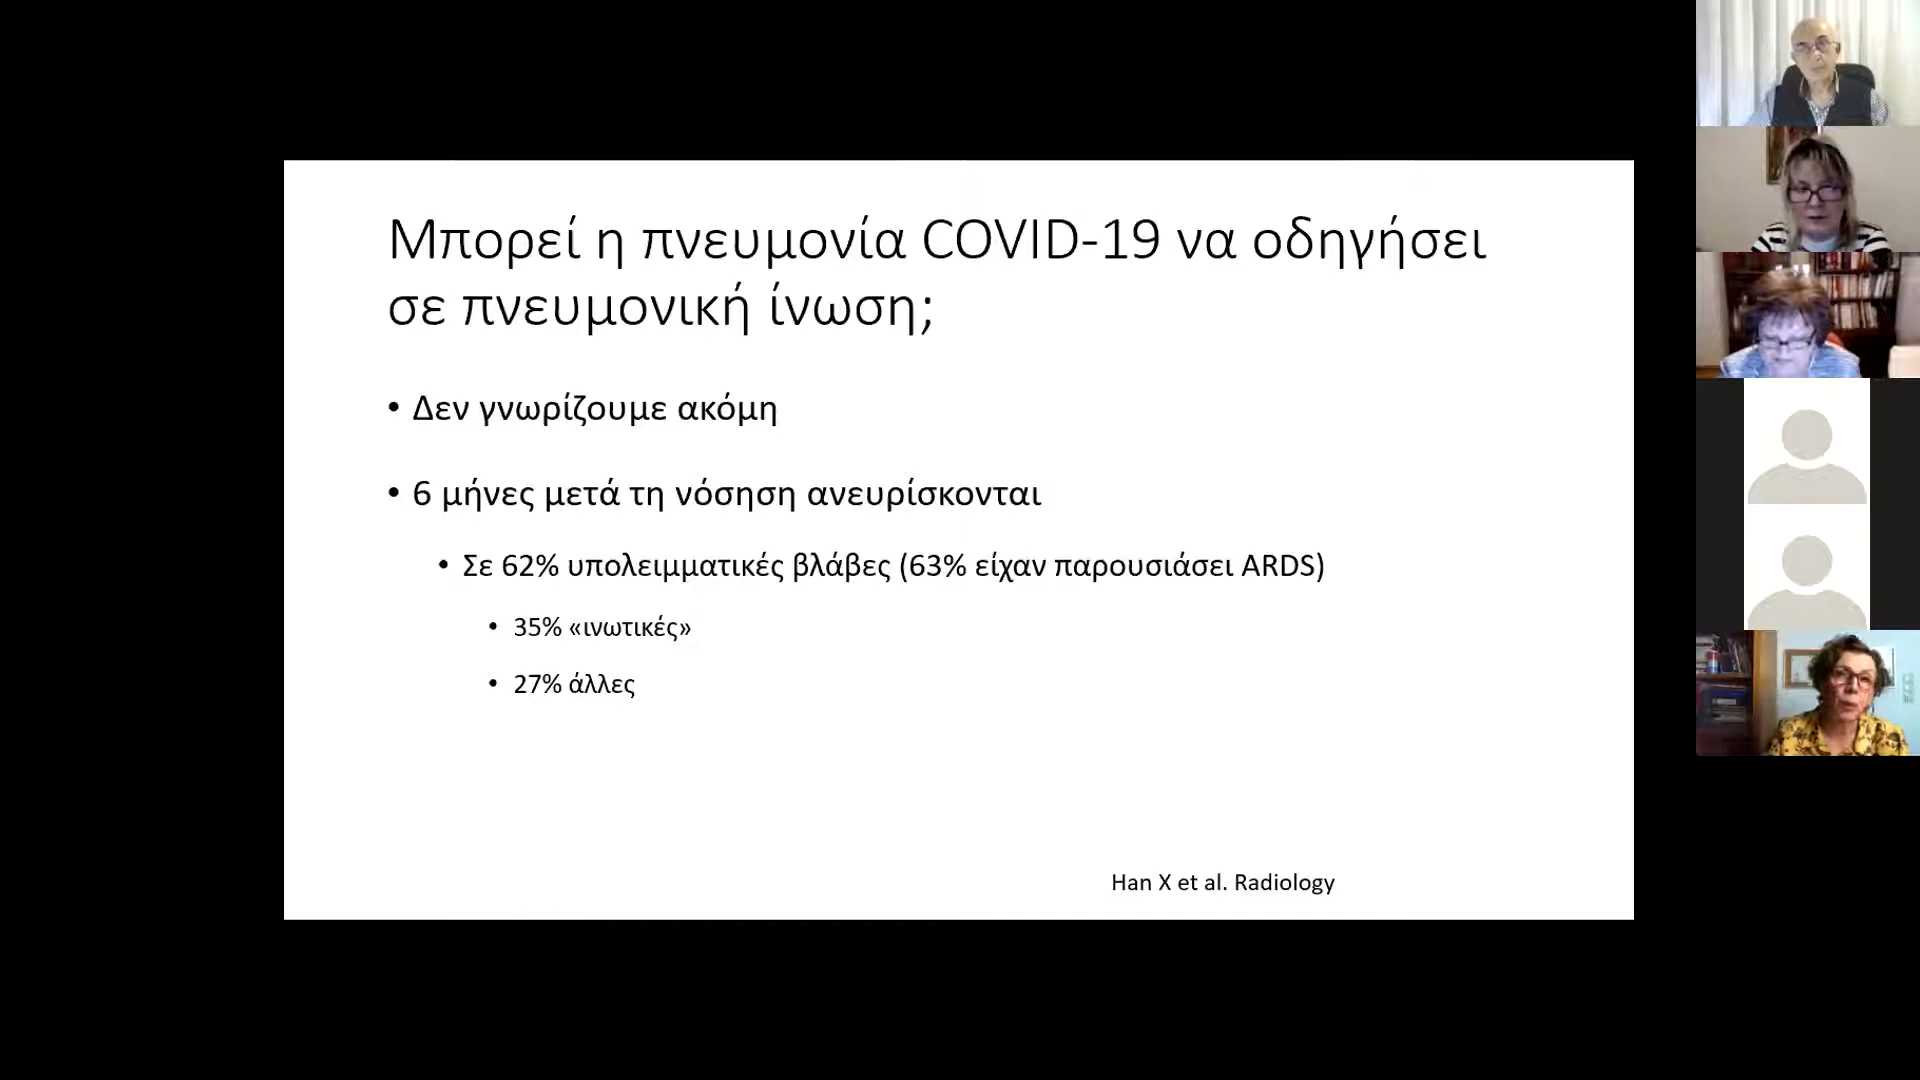 Μπορεί η πνευμονία COVID-19 να οδηγήσει
σε πνευμονική ίνωση;
• Δεν γνωρίζουμε ακόμη
• 6 μήνες μετά τη νόσηση ανευρίσκονται
• Σε 62% υπολειμματικές βλάβες (63% είχαν παρουσιάσει ARDS)
• 35% «ινωτικές»
• 27% άλλες
Han X et al. Radiology